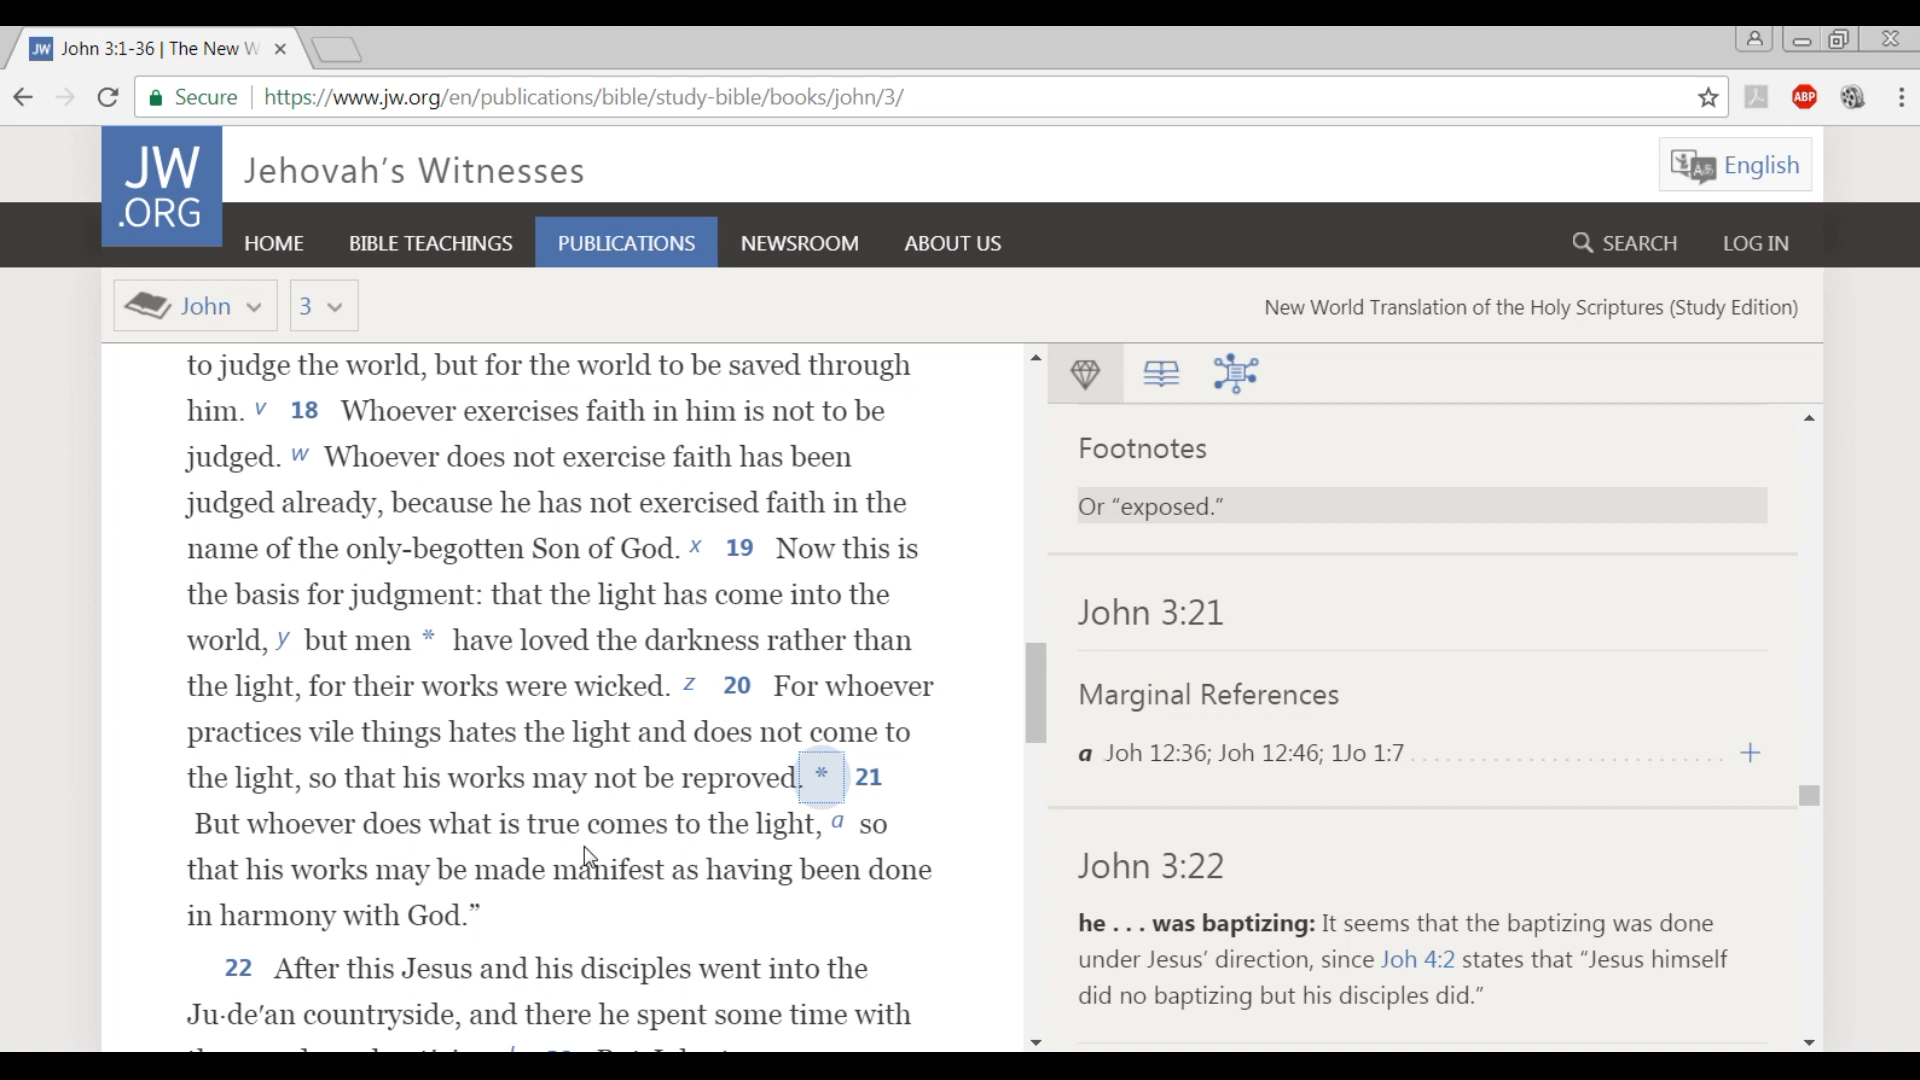 JW John 3:1-36 | The New W
Secure https://www.jw.org/en/publications/bible/study-bible/books/john/3/
ABP
JW
.ORG
Jehovah's Witnesses
English
HOME BIBLE TEACHINGS PUBLICATIONS NEWSROOM ABOUT US SEARCH LOG IN
John 3 New World Translation of the Holy Scriptures (Study Edition)
to judge the world, but for the world to be saved through
him. v 18 Whoever exercises faith in him is not to be
judged. w Whoever does not exercise faith has been
judged already, because he has not exercised faith in the
name of the only-begotten Son of God. x 19 Now this is
the basis for judgment: that the light has come into the
world, y but men * have loved the darkness rather than
the light, for their works were wicked. z 20 For whoever
practices vile things hates the light and does not come to
the light, so that his works may not be reproved. * 21
But whoever does what is true comes to the light, a so
that his works may be made manifest as having been done
in harmony with God.”
22 After this Jesus and his disciples went into the
Ju·deʹan countryside, and there he spent some time with
Footnotes
Or “exposed.”
John 3:21
Marginal References
a Joh 12:36; Joh 12:46; 1Jo 1:7
John 3:22
he . . . was baptizing: It seems that the baptizing was done
under Jesus’ direction, since Joh 4:2 states that “Jesus himself
did no baptizing but his disciples did.”